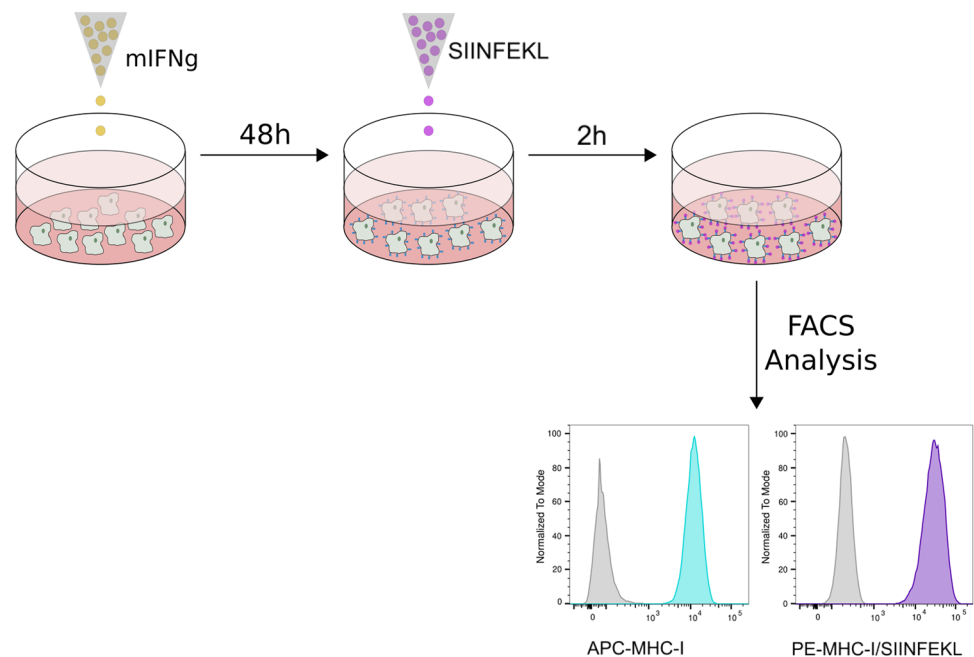 mIFNg
SIINFEKL
48h
2h
FACS
Analysis
Normalized To Mode
100
80
60
40
20
0
0 10³ 10⁴ 10⁵
APC-MHC-I
Normalized To Mode
100
80
60
40
20
0
0 10³ 10⁴ 10⁵
PE-MHC-I/SIINFEKL